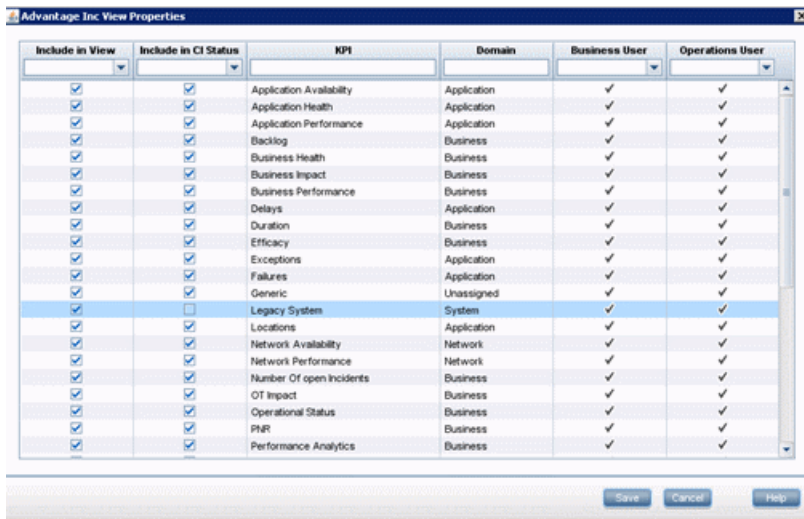 Advantage Inc View Properties
Include in View Include in CI Status KPI Domain Business User Operations User
Application Availability Application
Application Health Application
Application Performance Application
Backlog Business
Business Health Business
Business Impact Business
Business Performance Business
Delays Application
Duration Business
Efficacy Business
Exceptions Application
Failures Application
Generic Unassigned
Legacy System System
Locations Application
Network Availability Network
Network Performance Network
Number Of open Incidents Business
OT Impact Business
Operational Status Business
PNR Business
Performance Analytics Business
Save Cancel Help